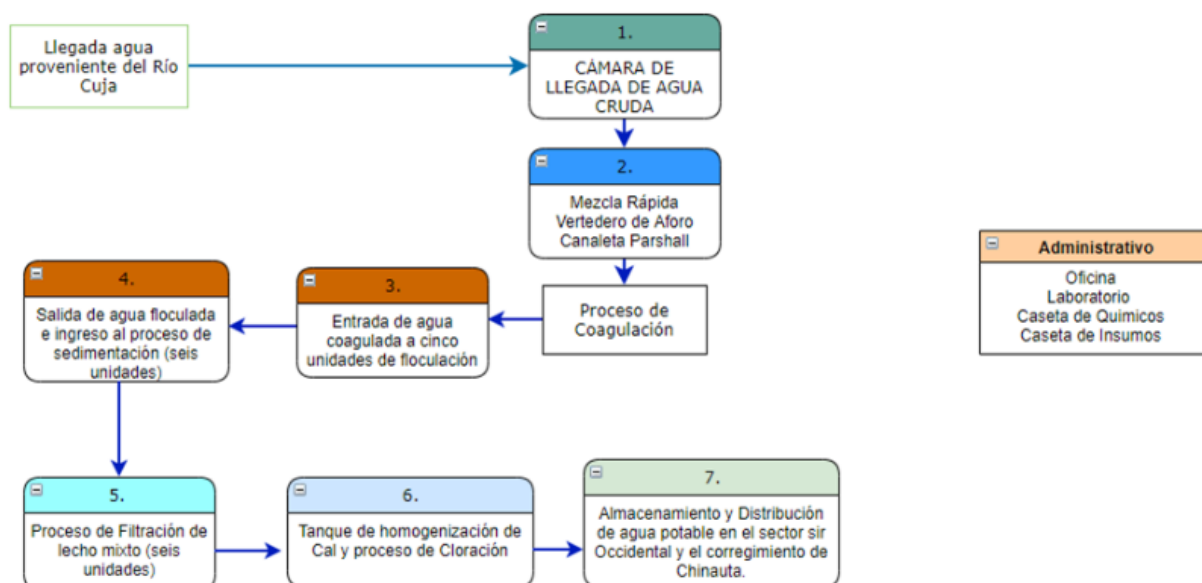 Llegada agua
proveniente del Río
Cuja
1.
CÁMARA DE
LLEGADA DE AGUA
CRUDA
2.
Mezcla Rápida
Vertedero de Aforo
Canaleta Parshall
Proceso de
Coagulación
3.
Entrada de agua
coagulada a cinco
unidades de floculación
4.
Salida de agua floculada
e ingreso al proceso de
sedimentación (seis
unidades)
5.
Proceso de Filtración de
lecho mixto (seis
unidades)
6.
Tanque de homogenización de
Cal y proceso de Cloración
7.
Almacenamiento y Distribución
de agua potable en el sector sir
Occidental y el corregimiento de
Chinauta.
Administrativo
Oficina
Laboratorio
Caseta de Quimicos
Caseta de Insumos